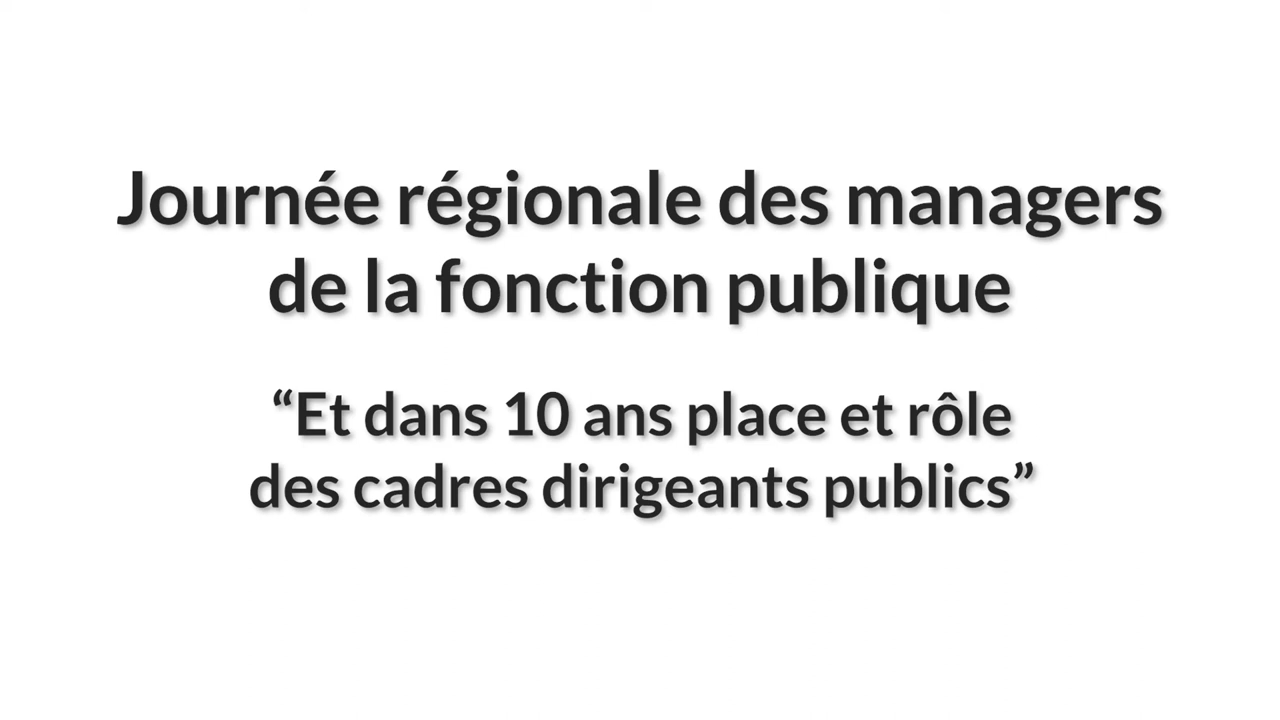 Journée régionale des managers
de la fonction publique
“Et dans 10 ans place et rôle
des cadres dirigeants publics”